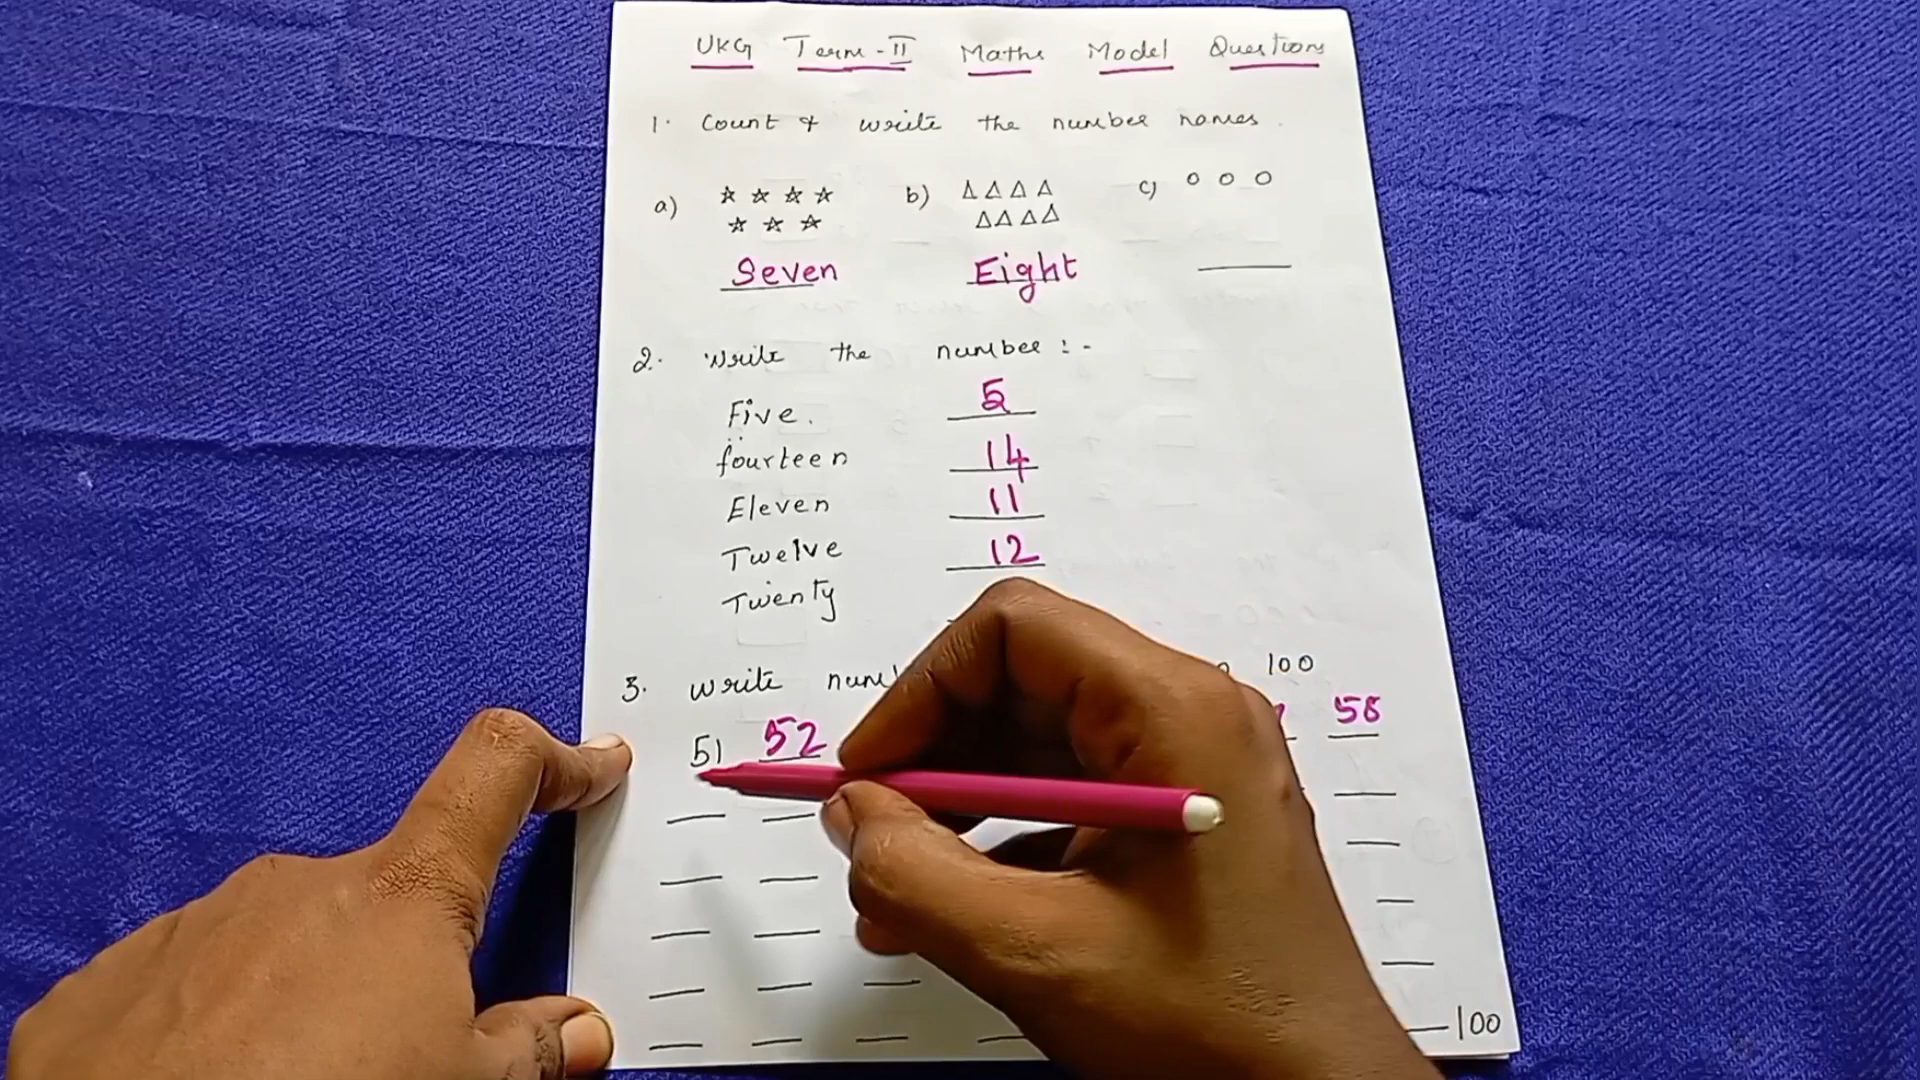 UKG Term-II Maths Model Questions
1. Count & write the number names.
a) b) c)
Seven Eight
2. Write the number :-
Five. 5
fourteen 14
Eleven 11
Twelve 12
Twenty
3. write 100
51 52 58
100